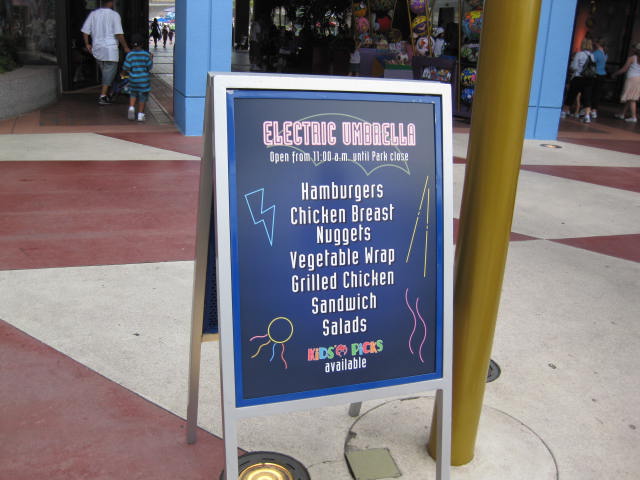 ELECTRIC UMBRELLA
Open from 11:00 a.m. until Park close
Hamburgers
Chicken Breast
Nuggets
Vegetable Wrap
Grilled Chicken
Sandwich
Salads
KiDS' PiCKS
available